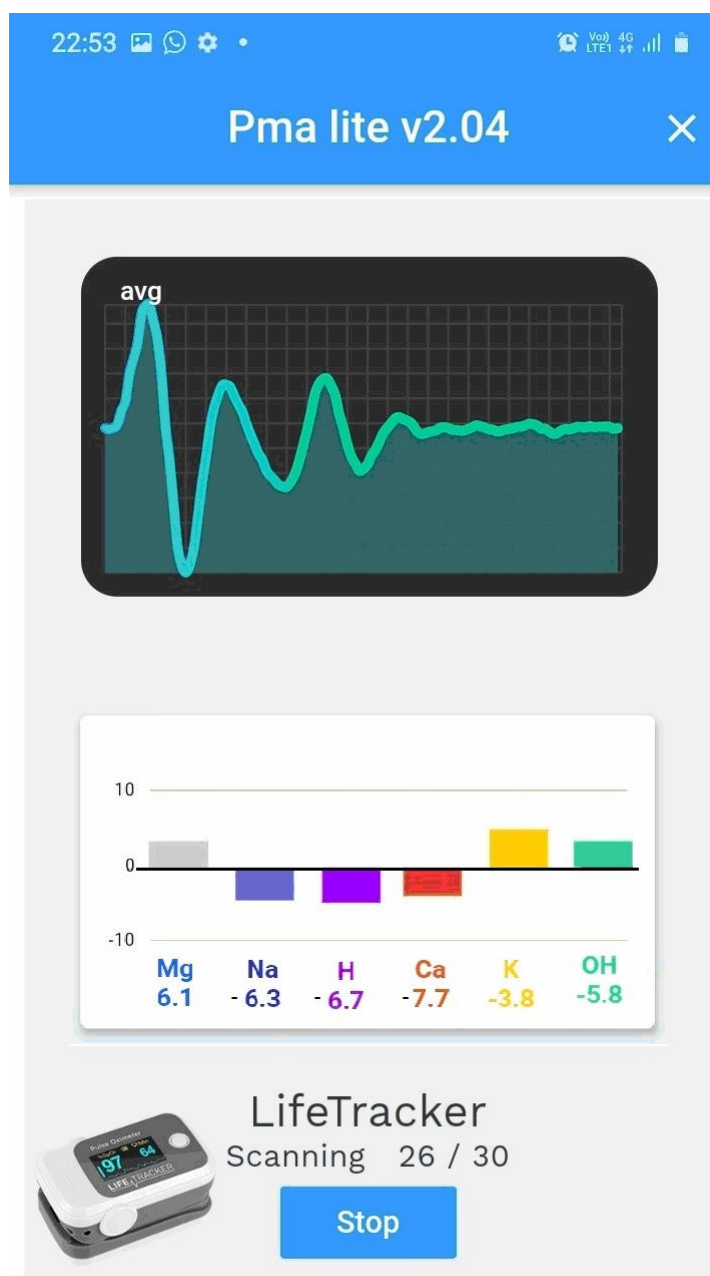 22:53
Vo)) 4G
LTE1
Pma lite v2.04
avg
10
0
-10
Mg Na H Ca K OH
6.1 - 6.3 - 6.7 -7.7 -3.8 -5.8
LifeTracker
Scanning 26 / 30
Stop
Pulse Oximeter
97 64
LIFE TRACKER